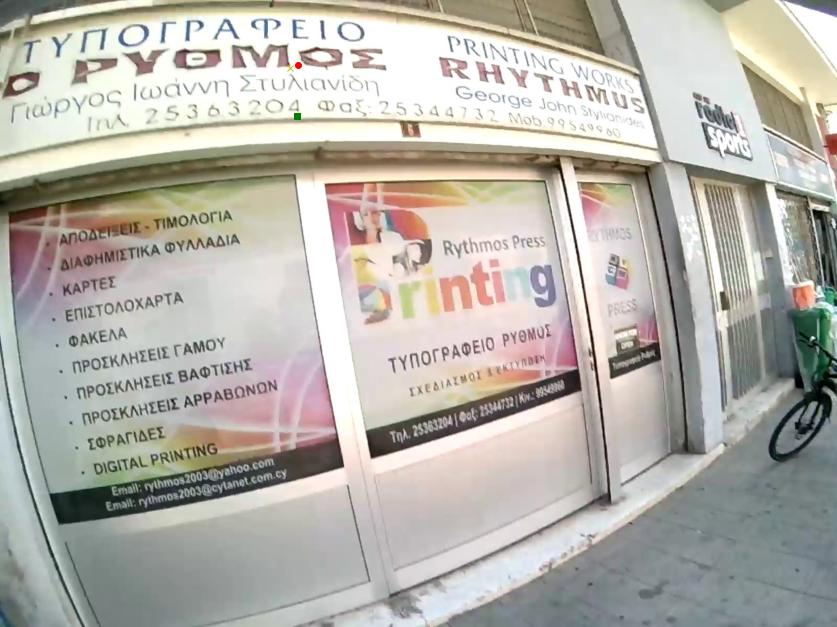 ΤΥΠΟΓΡΑΦΕΙΟ
Ο ΡΥΘΜΟΣ
Γιώργος Ιωάννη Στυλιανίδη
Τηλ. 25363204 Φαξ: 25344732 Mob. 99549960
PRINTING WORKS
RHYTHMUS
George John Stylianides
sports
· ΑΠΟΔΕΙΞΕΙΣ - ΤΙΜΟΛΟΓΙΑ
· ΔΙΑΦΗΜΙΣΤΙΚΑ ΦΥΛΛΑΔΙΑ
· ΚΑΡΤΕΣ
· ΕΠΙΣΤΟΛΟΧΑΡΤΑ
· ΦΑΚΕΛΑ
· ΠΡΟΣΚΛΗΣΕΙΣ ΓΑΜΟΥ
· ΠΡΟΣΚΛΗΣΕΙΣ ΒΑΦΤΙΣΗΣ
· ΠΡΟΣΚΛΗΣΕΙΣ ΑΡΡΑΒΩΝΩΝ
· ΣΦΡΑΓΙΔΕΣ
· DIGITAL PRINTING
Email: rythmos2003@yahoo.com
Email: rythmos2003@cytanet.com.cy
Rythmos Press
Printing
ΤΥΠΟΓΡΑΦΕΙΟ ΡΥΘΜΟΣ
ΣΧΕΔΙΑΣΜΟΣ & ΕΚΤΥΠΩΣΗ
Τηλ. 25363204 | Φαξ: 25344732 | Κιν.: 99549960
RYTHMOS
PRESS
OPEN
Τυπογραφείο Ρυθμός